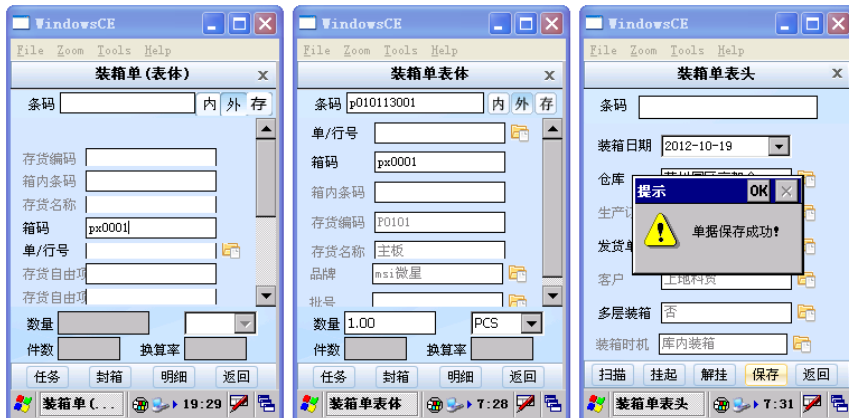 WindowsCE
File Zoom Tools Help
装箱单(表体) x
条码 内 外 存
存货编码
箱内条码
存货名称
箱码 px0001
单/行号
存货自由项
存货自由项
数量
件数 换算率
任务 封箱 明细 返回
装箱单(... 19:29
WindowsCE
File Zoom Tools Help
装箱单表体 x
条码 p010113001 内 外 存
单/行号
箱码 px0001
箱内条码
存货编码 P0101
存货名称 主板
品牌 msi微星
批号
数量 1.00 PCS
件数 换算率
任务 封箱 明细 返回
装箱单表体 7:28
WindowsCE
File Zoom Tools Help
装箱单表头 x
条码
装箱日期 2012-10-19
仓库
提示 OK
生产
单据保存成功!
发货单
客户 上地科贸
多层装箱 否
装箱时机 库内装箱
扫描 挂起 解挂 保存 返回
装箱单表头 7:31